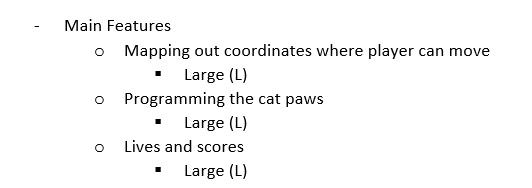 - Main Features
o Mapping out coordinates where player can move
▪ Large (L)
o Programming the cat paws
▪ Large (L)
o Lives and scores
▪ Large (L)